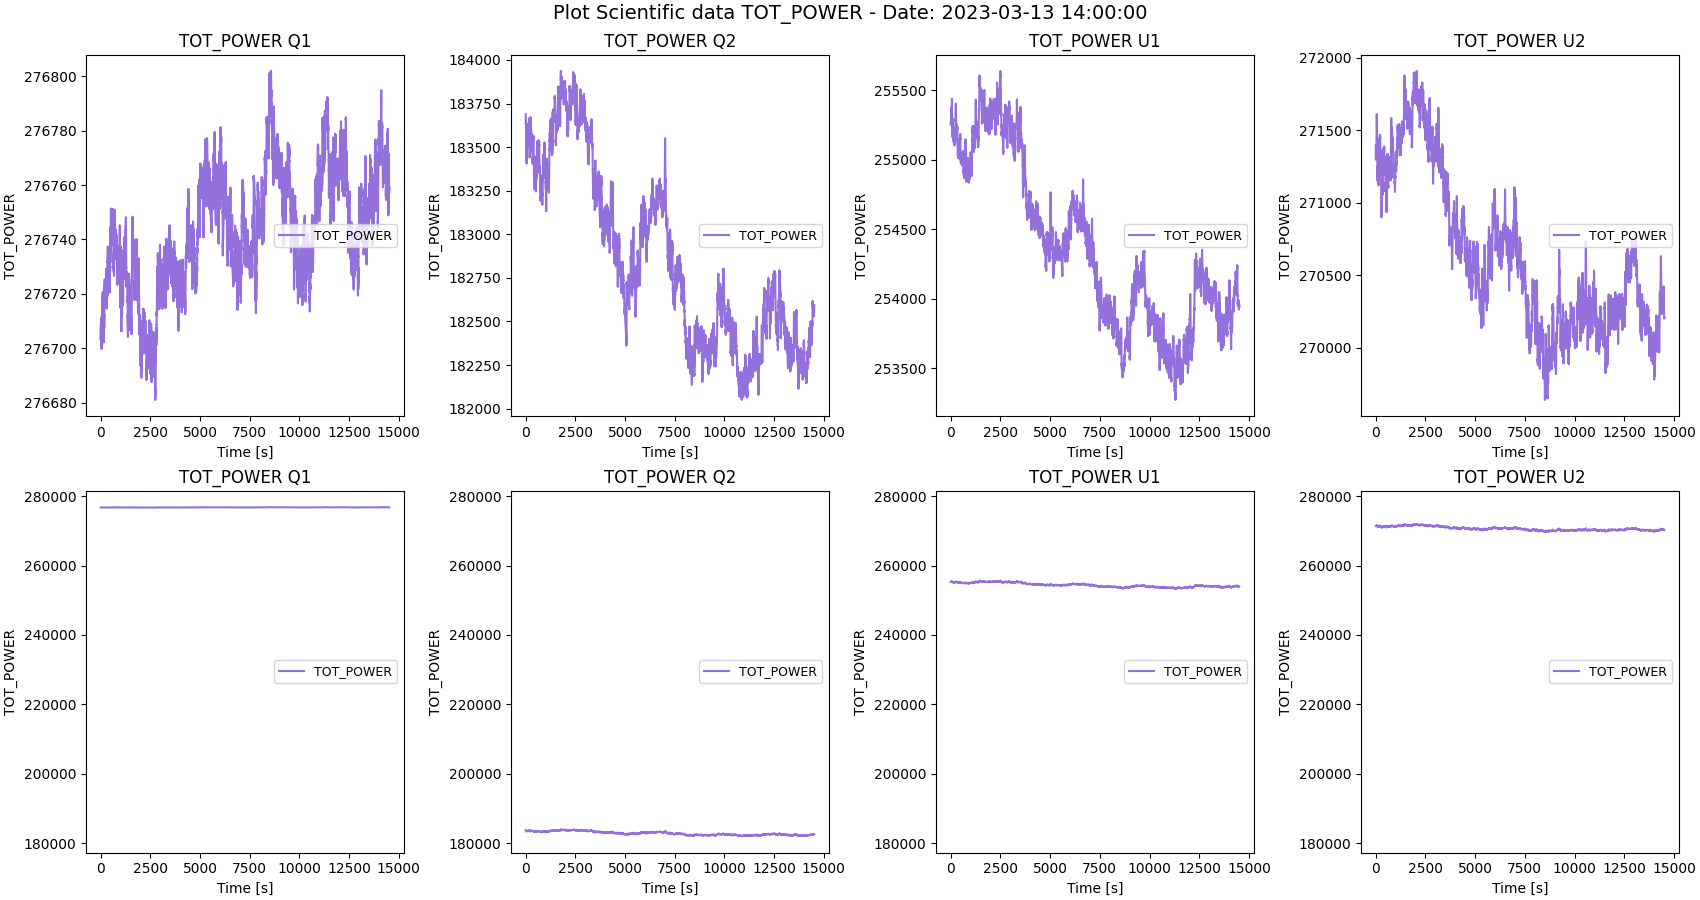 Plot Scientific data TOT_POWER - Date: 2023-03-13 14:00:00
TOT_POWER Q1
276800
276780
276760
276740
276720
276700
276680
TOT_POWER
TOT_POWER
0 2500 5000 7500 10000 12500 15000
Time [s]
TOT_POWER Q2
184000
183750
183500
183250
183000
182750
182500
182250
182000
TOT_POWER
TOT_POWER
0 2500 5000 7500 10000 12500 15000
Time [s]
TOT_POWER U1
255500
255000
254500
254000
253500
TOT_POWER
TOT_POWER
0 2500 5000 7500 10000 12500 15000
Time [s]
TOT_POWER U2
272000
271500
271000
270500
270000
TOT_POWER
TOT_POWER
0 2500 5000 7500 10000 12500 15000
Time [s]
TOT_POWER Q1
280000
260000
240000
220000
200000
180000
TOT_POWER
TOT_POWER
0 2500 5000 7500 10000 12500 15000
Time [s]
TOT_POWER Q2
280000
260000
240000
220000
200000
180000
TOT_POWER
TOT_POWER
0 2500 5000 7500 10000 12500 15000
Time [s]
TOT_POWER U1
280000
260000
240000
220000
200000
180000
TOT_POWER
TOT_POWER
0 2500 5000 7500 10000 12500 15000
Time [s]
TOT_POWER U2
280000
260000
240000
220000
200000
180000
TOT_POWER
TOT_POWER
0 2500 5000 7500 10000 12500 15000
Time [s]